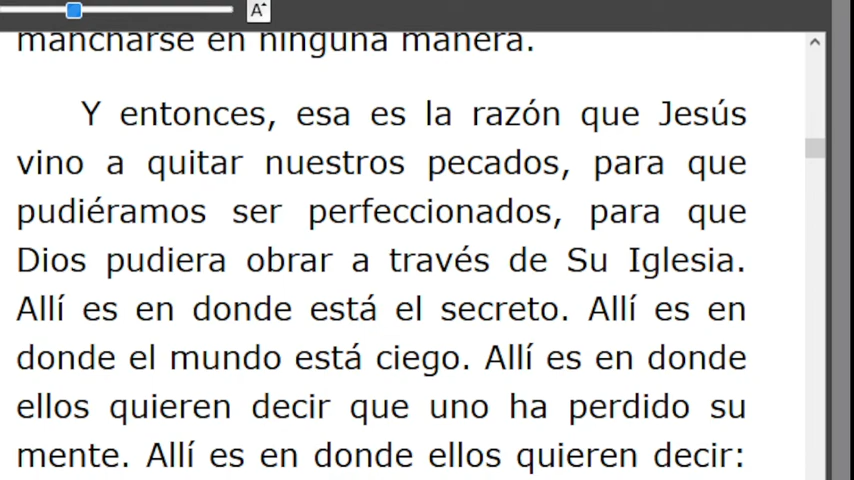 A
mancharse en ninguna manera.
Y entonces, esa es la razón que Jesús
vino a quitar nuestros pecados, para que
pudiéramos ser perfeccionados, para que
Dios pudiera obrar a través de Su Iglesia.
Allí es en donde está el secreto. Allí es en
donde el mundo está ciego. Allí es en donde
ellos quieren decir que uno ha perdido su
mente. Allí es en donde ellos quieren decir: